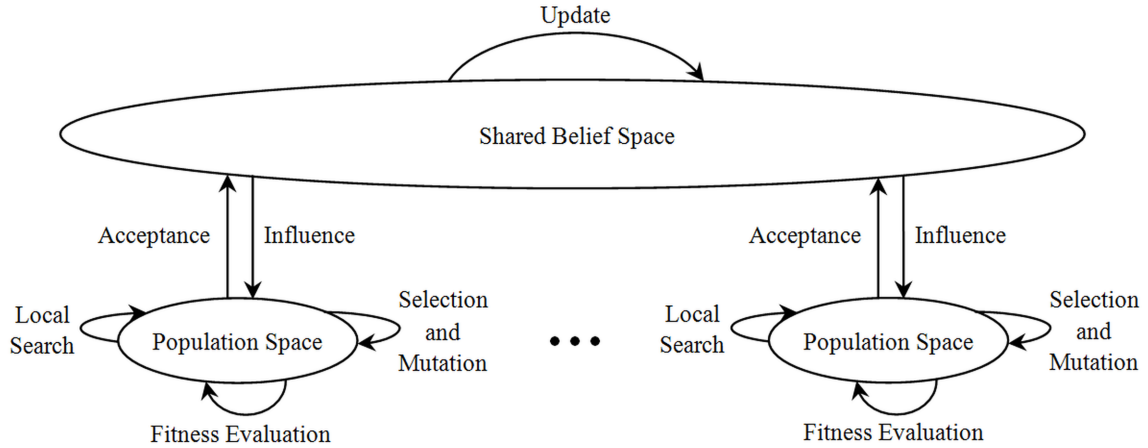 Update
Shared Belief Space
Acceptance
Influence
Acceptance
Influence
Local
Search
Population Space
Selection
and
Mutation
Fitness Evaluation
Local
Search
Population Space
Selection
and
Mutation
Fitness Evaluation